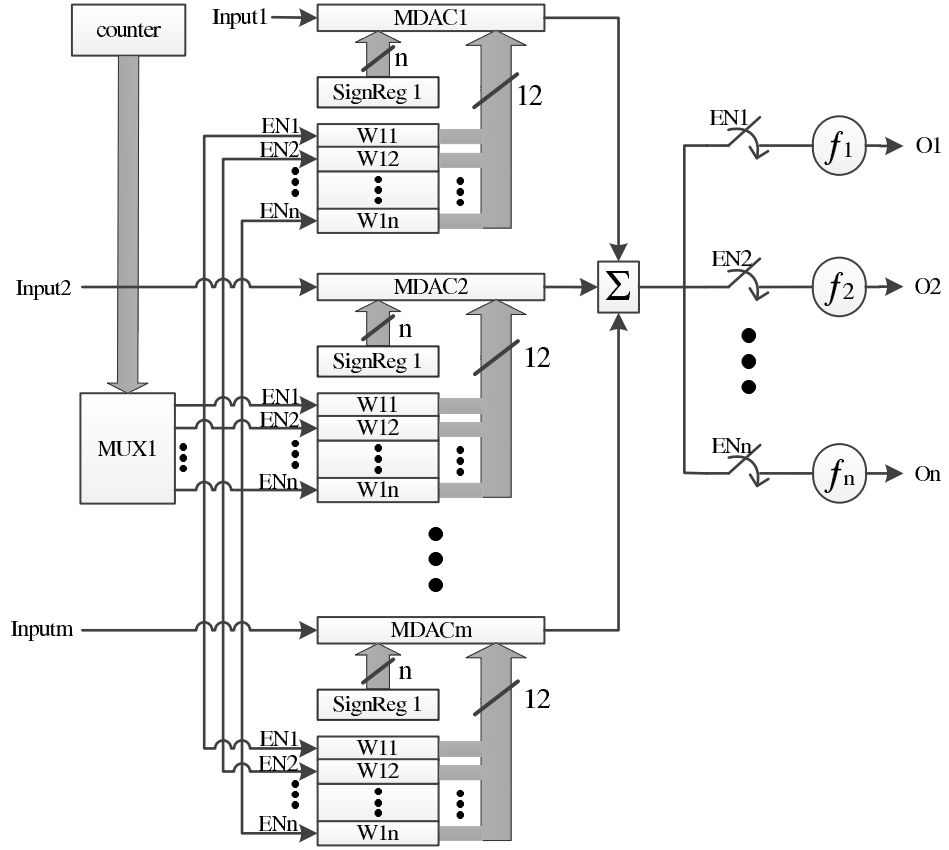 counter
Input1
MDAC1
n
SignReg 1
12
EN1
W11
EN2
W12
ENn
W1n
Input2
MDAC2
n
SignReg 1
12
MUX1
EN1
W11
EN2
W12
ENn
W1n
Inputm
MDACm
n
SignReg 1
12
EN1
W11
EN2
W12
ENn
W1n
Σ
EN1
f1
O1
EN2
f2
O2
ENn
fn
On